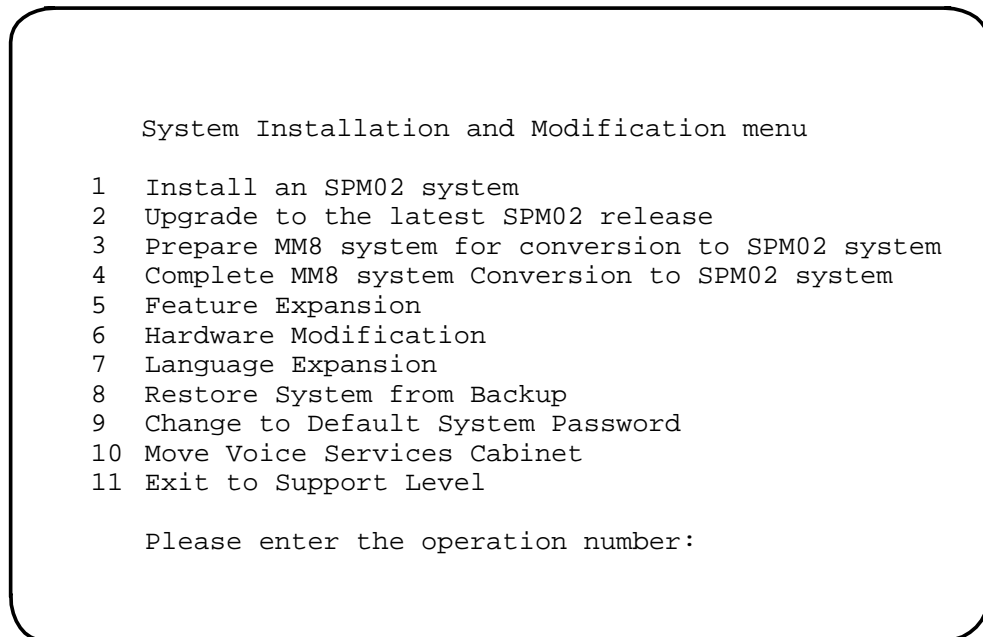 System Installation and Modification menu
1 Install an SPM02 system
2 Upgrade to the latest SPM02 release
3 Prepare MM8 system for conversion to SPM02 system
4 Complete MM8 system Conversion to SPM02 system
5 Feature Expansion
6 Hardware Modification
7 Language Expansion
8 Restore System from Backup
9 Change to Default System Password
10 Move Voice Services Cabinet
11 Exit to Support Level
Please enter the operation number: